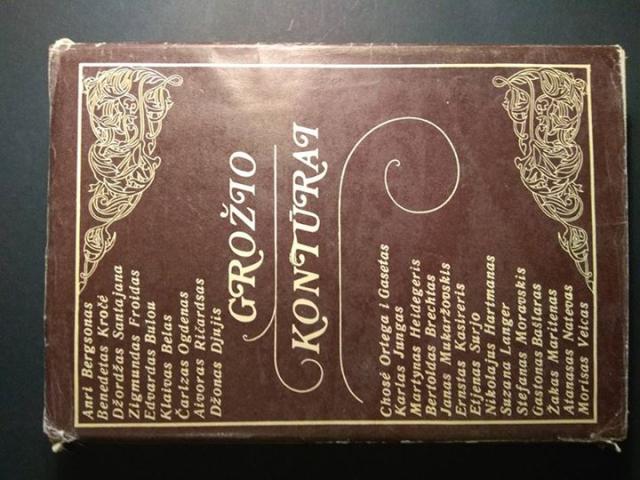 Anri Bergsonas
Benedetas Kročė
Džordžas Santajana
Zigmundas Froidas
Edvardas Bulou
Klaivas Belas
Čarlzas Ogdenas
Aivoras Ričardsas
Džonas Djujis
GROŽIO
KONTŪRAI
Chosė Ortega i Gasetas
Karlas Jungas
Martynas Heidegeris
Bertoldas Brechtas
Janas Mukaržovskis
Ernstas Kasireris
Etjenas Surjo
Nikolajus Hartmanas
Suzana Langer
Stefanas Moravskis
Gastonas Bašlaras
Žakas Maritenas
Atanasas Natevas
Morisas Veicas